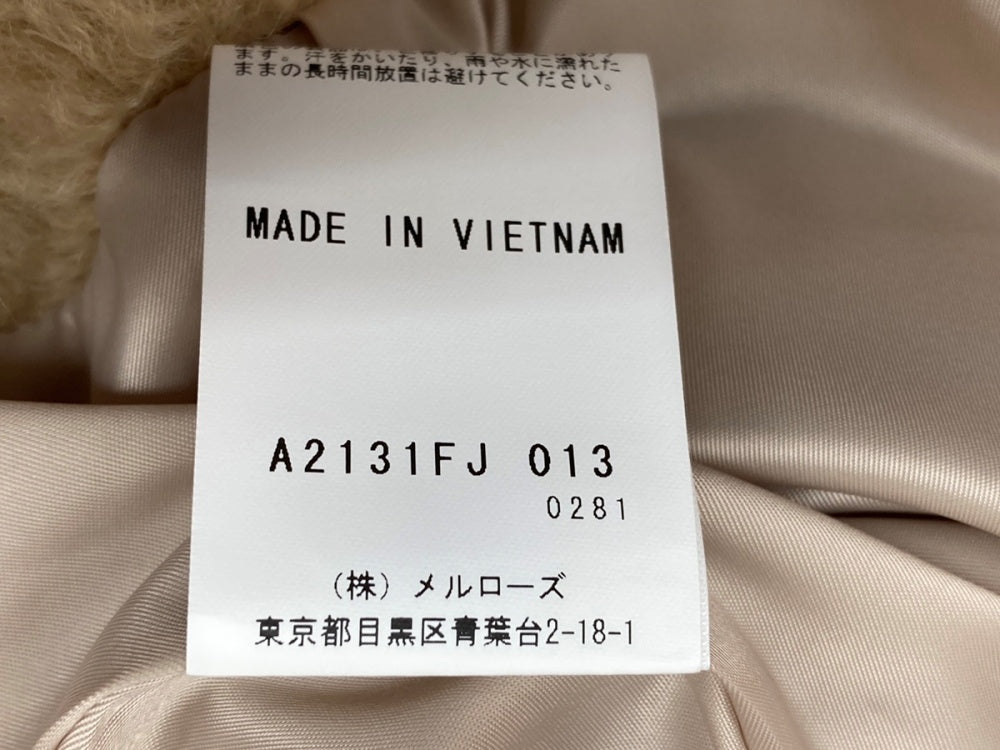 ます。汗をかいたり、雨や水に濡れた
ままの長時間放置は避けてください。
MADE IN VIETNAM
A2131FJ 013
0281
(株) メルローズ
東京都目黒区青葉台2-18-1